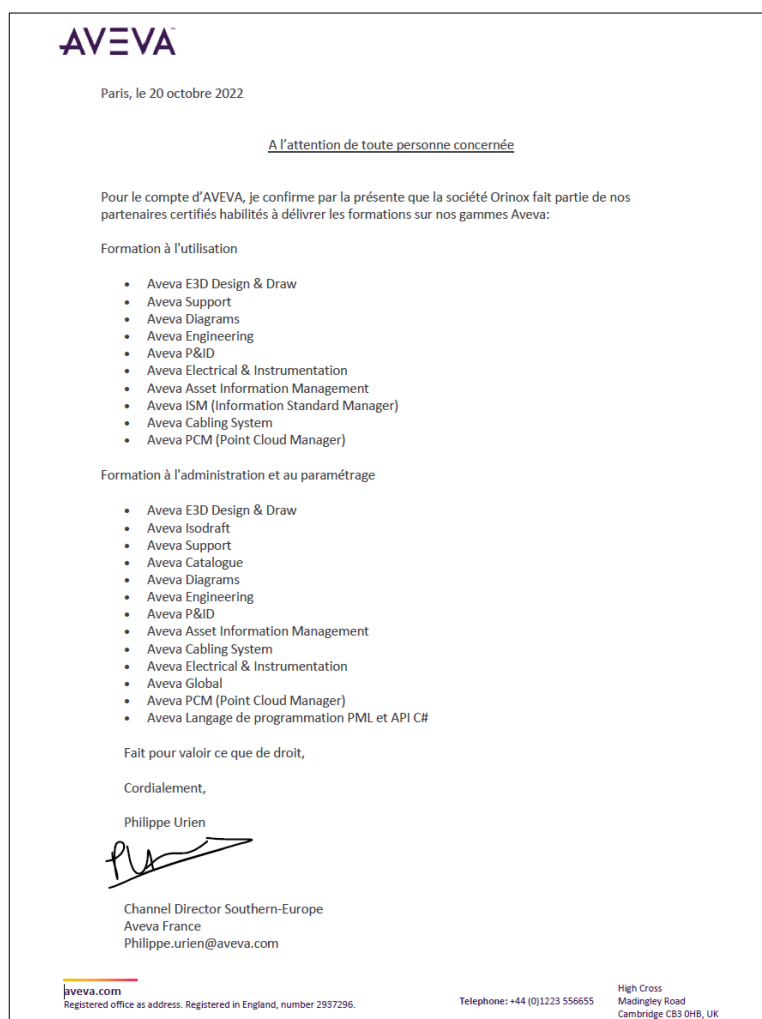 AVEVA
Paris, le 20 octobre 2022
A l'attention de toute personne concernée
Pour le compte d'AVEVA, je confirme par la présente que la société Orinox fait partie de nos
partenaires certifiés habilités à délivrer les formations sur nos gammes Aveva:
Formation à l'utilisation
• Aveva E3D Design & Draw
• Aveva Support
• Aveva Diagrams
• Aveva Engineering
• Aveva P&ID
• Aveva Electrical & Instrumentation
• Aveva Asset Information Management
• Aveva ISM (Information Standard Manager)
• Aveva Cabling System
• Aveva PCM (Point Cloud Manager)
Formation à l'administration et au paramétrage
• Aveva E3D Design & Draw
• Aveva Isodraft
• Aveva Support
• Aveva Catalogue
• Aveva Diagrams
• Aveva Engineering
• Aveva P&ID
• Aveva Asset Information Management
• Aveva Cabling System
• Aveva Electrical & Instrumentation
• Aveva Global
• Aveva PCM (Point Cloud Manager)
• Aveva Langage de programmation PML et API C#
Fait pour valoir ce que de droit,
Cordialement,
Philippe Urien
Channel Director Southern-Europe
Aveva France
Philippe.urien@aveva.com
aveva.com
Registered office as address. Registered in England, number 2937296.
Telephone: +44 (0)1223 556655
High Cross
Madingley Road
Cambridge CB3 0HB, UK